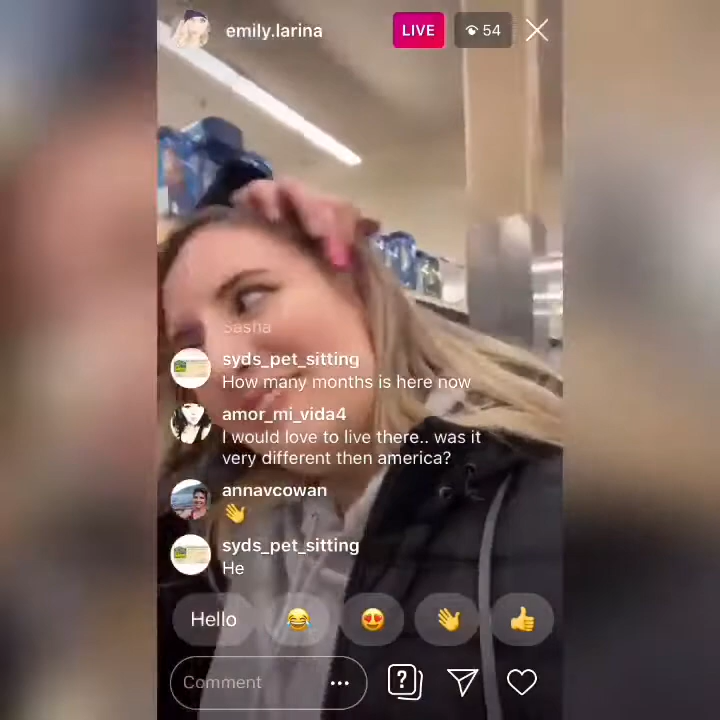 emily.larina
LIVE
54
Sasha
syds_pet_sitting
How many months is here now
amor_mi_vida4
I would love to live there.. was it
very different then america?
annavcowan
👋
syds_pet_sitting
He
Hello 😂 😍 👋 👍
Comment